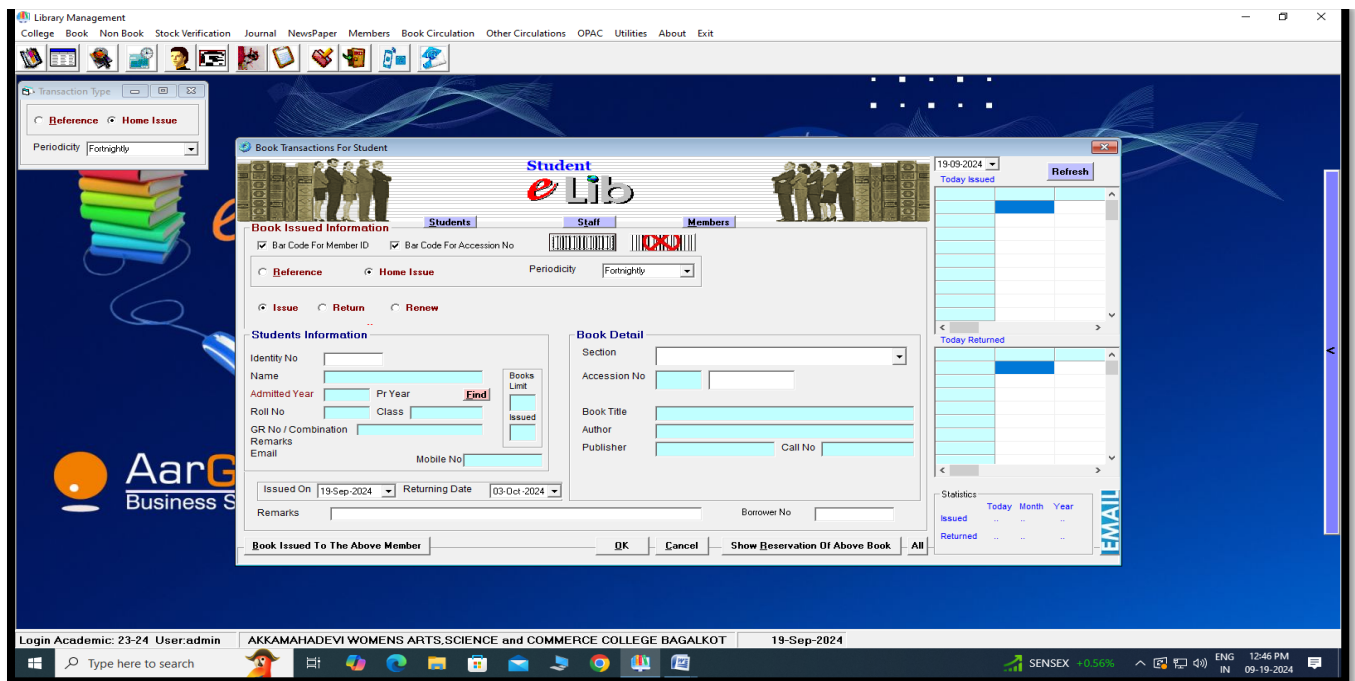 Library Management
College Book Non Book Stock Verification Journal NewsPaper Members Book Circulation Other Circulations OPAC Utilities About Exit
Transaction Type
Reference Home Issue
Periodicity Fortnightly
Book Transactions For Student
Student
e Lib
Students Staff Members
Book Issued Information
Bar Code For Member ID Bar Code For Accession No
Reference Home Issue Periodicity Fortnightly
Issue Return Renew
Students Information
Identity No
Name
Admitted Year Pr Year Find
Roll No Class
GR No / Combination
Remarks
Email
Mobile No
Books
Limit
Issued
Book Detail
Section
Accession No
Book Title
Author
Publisher Call No
Issued On 19-Sep-2024 Returning Date 03-Oct-2024
Remarks Borrower No
Book Issued To The Above Member OK Cancel Show Reservation Of Above Book All
19-09-2024 Refresh
Today Issued
Today Returned
Statistics
Today Month Year
Issued .. .. ..
Returned .. .. ..
EMAIL
<
e
AarG
Business S
Login Academic: 23-24 User:admin AKKAMAHADEVI WOMENS ARTS,SCIENCE and COMMERCE COLLEGE BAGALKOT 19-Sep-2024
Type here to search
SENSEX +0.56%
ENG
IN
12:46 PM
09-19-2024